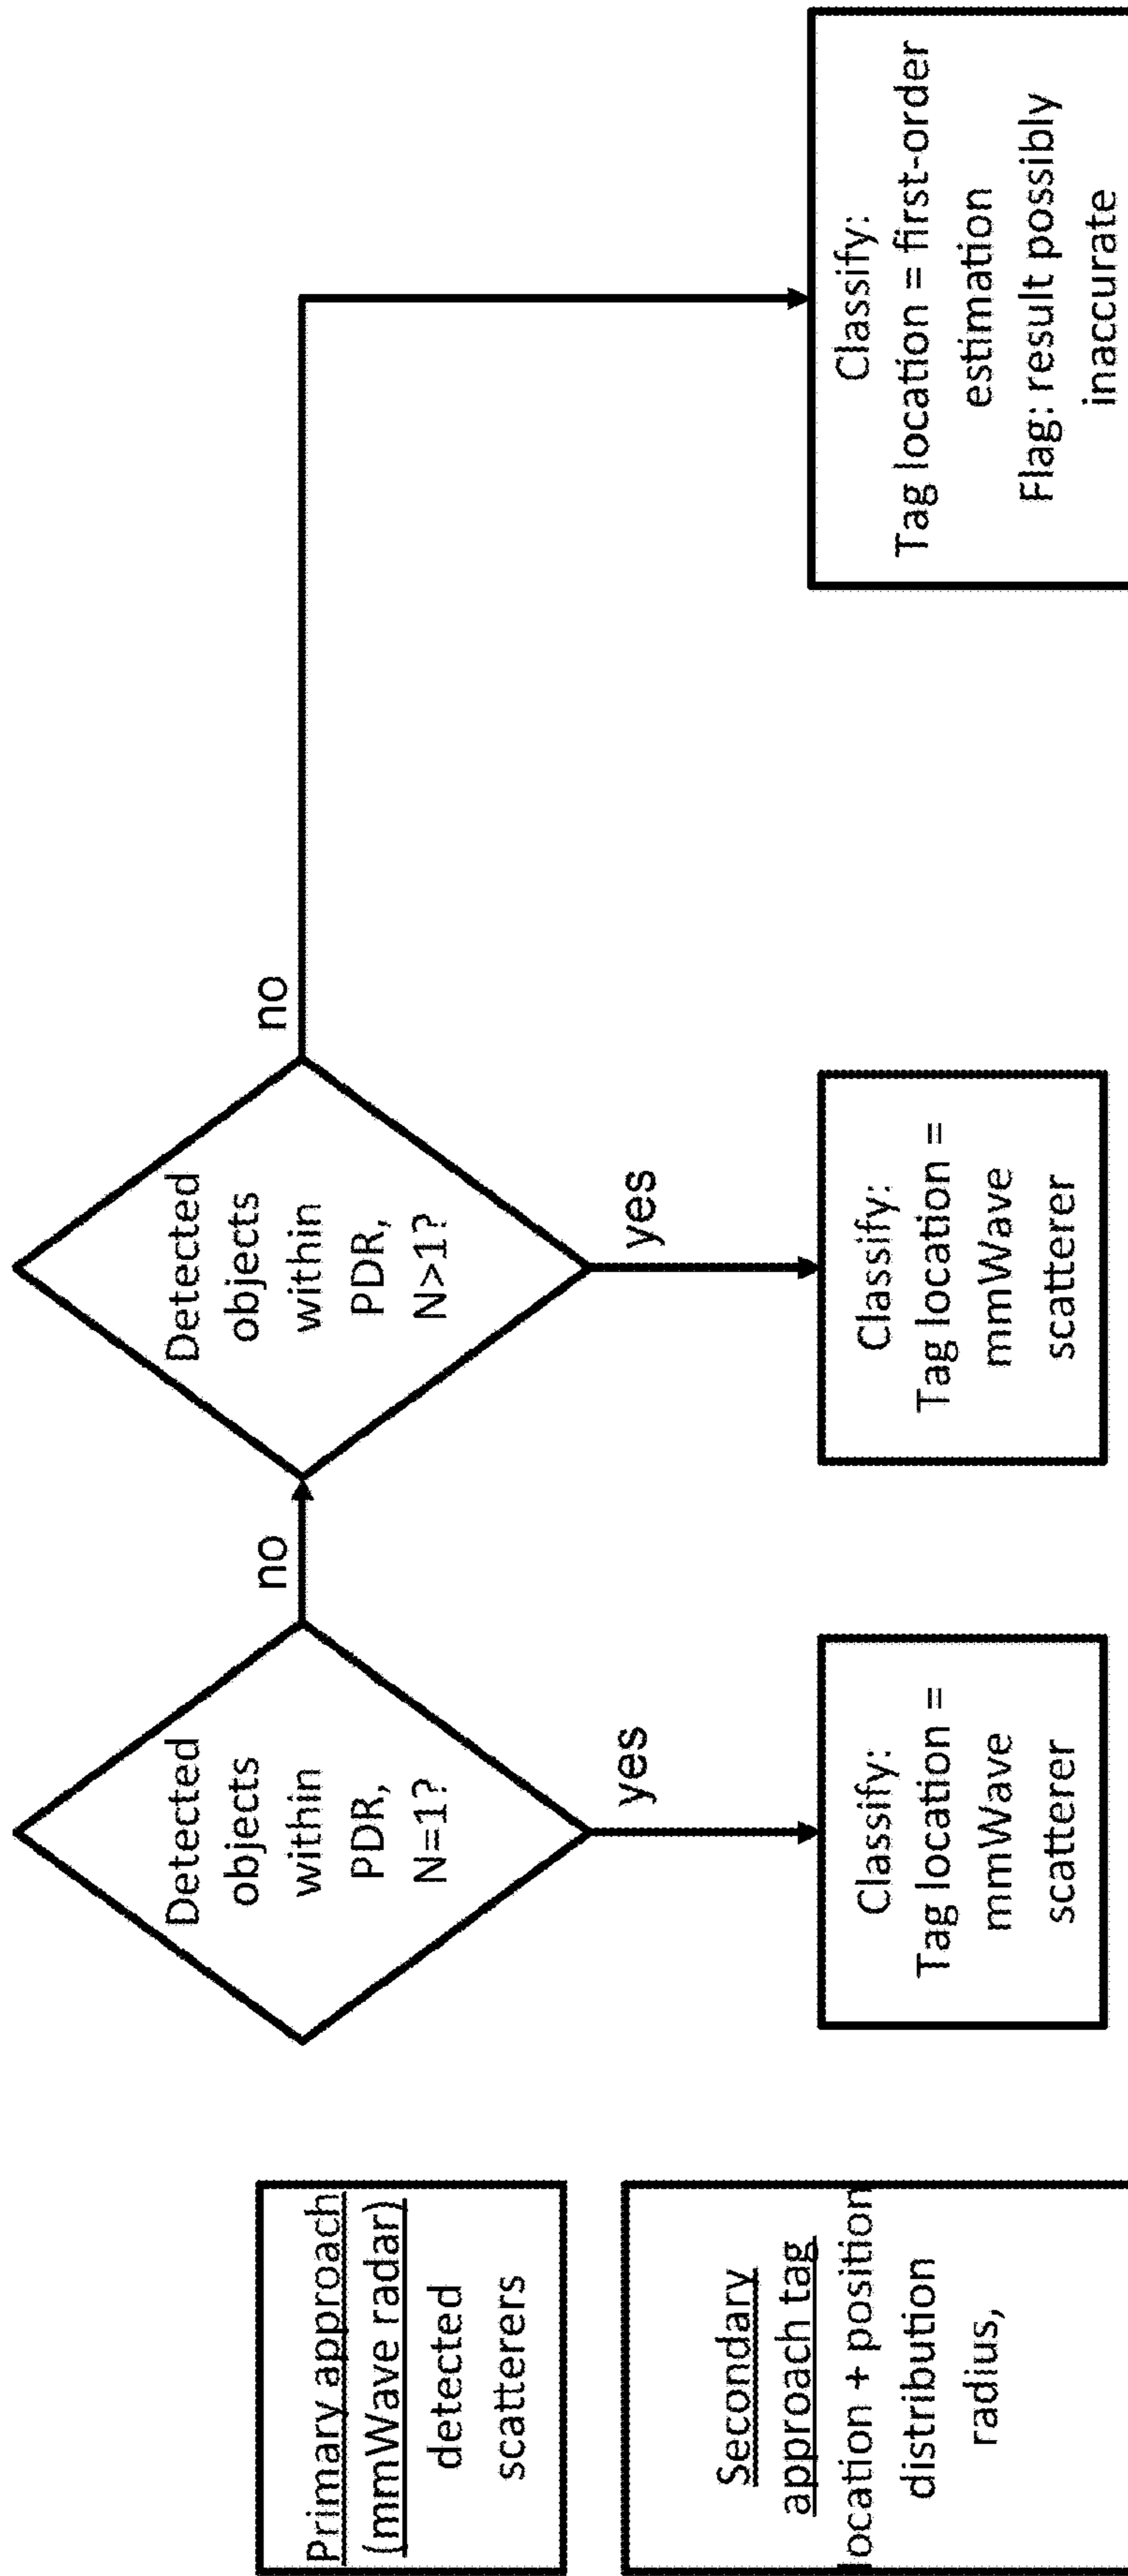 Primary approach
(mmWave radar)
detected
scatterers
Secondary
approach tag
location + position
distribution
radius,
Detected
objects
within
PDR,
N=1?
no
yes
Classify:
Tag location =
mmWave
scatterer
Detected
objects
within
PDR,
N>1?
no
yes
Classify:
Tag location =
mmWave
scatterer
Classify:
Tag location = first-order
estimation
Flag: result possibly
inaccurate